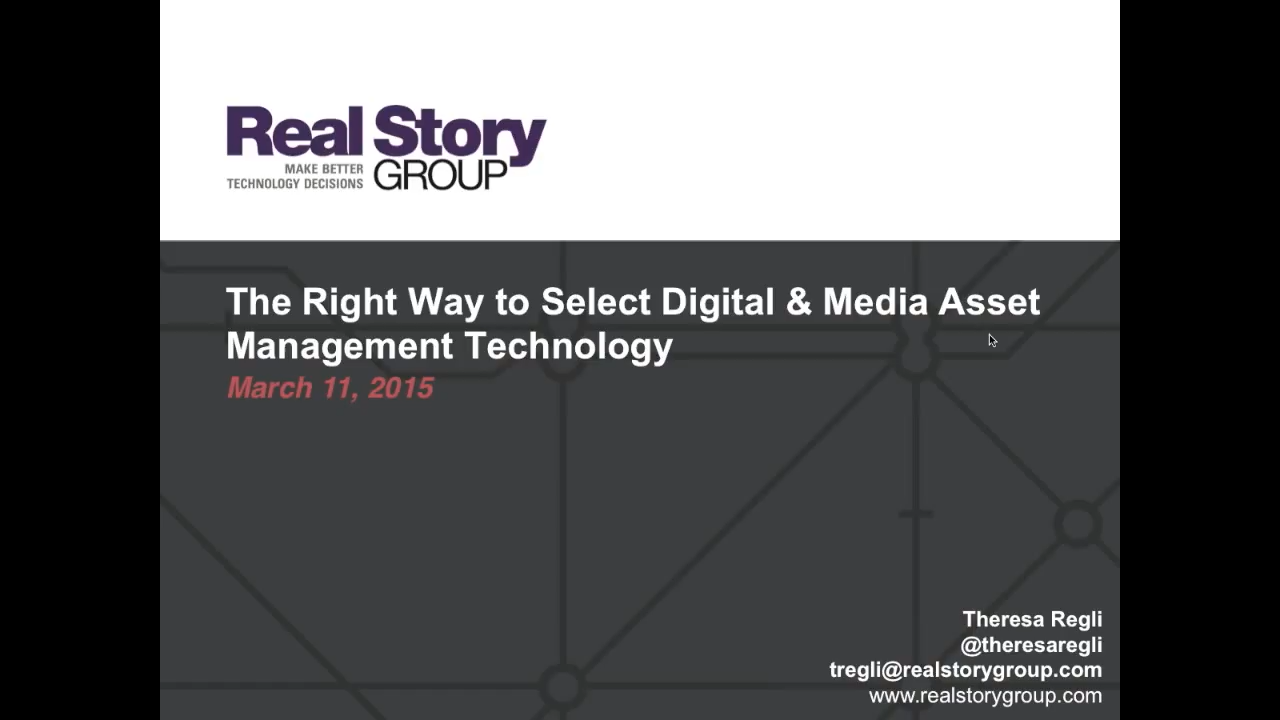 Real Story
MAKE BETTER
TECHNOLOGY DECISIONS
GROUP
The Right Way to Select Digital & Media Asset
Management Technology
March 11, 2015
Theresa Regli
@theresaregli
tregli@realstorygroup.com
www.realstorygroup.com